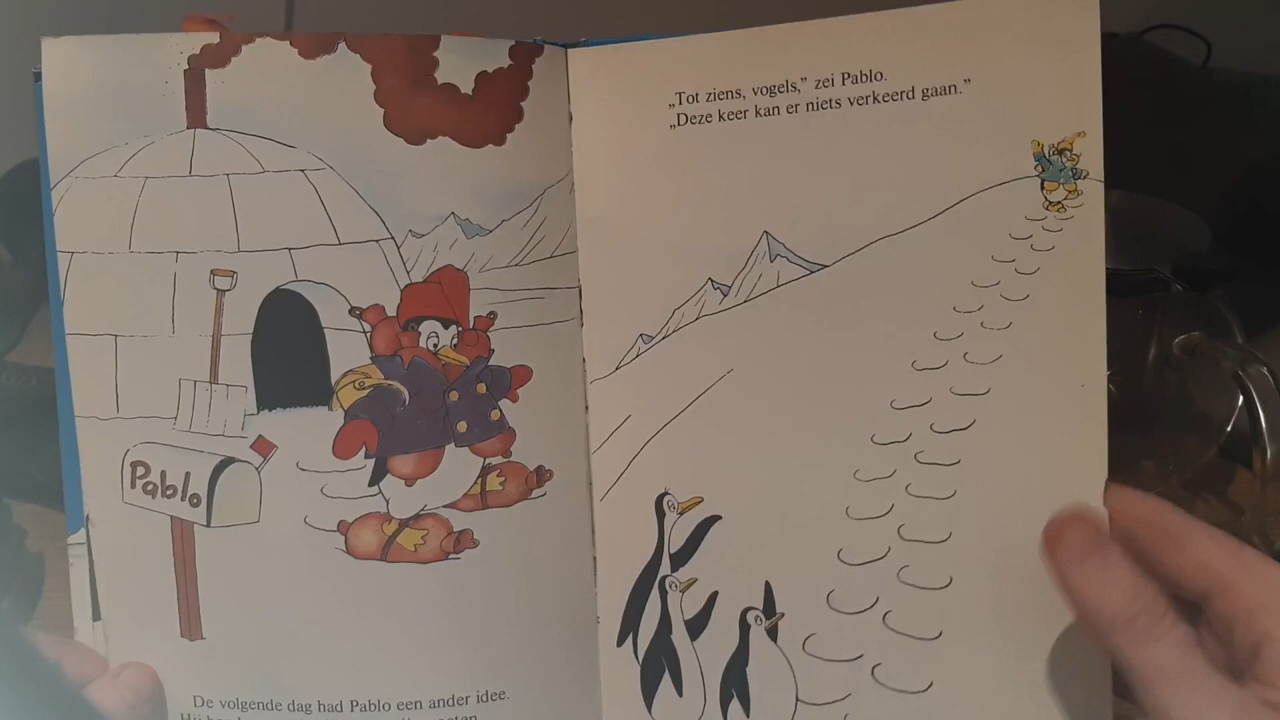 Pablo
De volgende dag had Pablo een ander idee.
„Tot ziens, vogels,” zei Pablo.
„Deze keer kan er niets verkeerd gaan.”